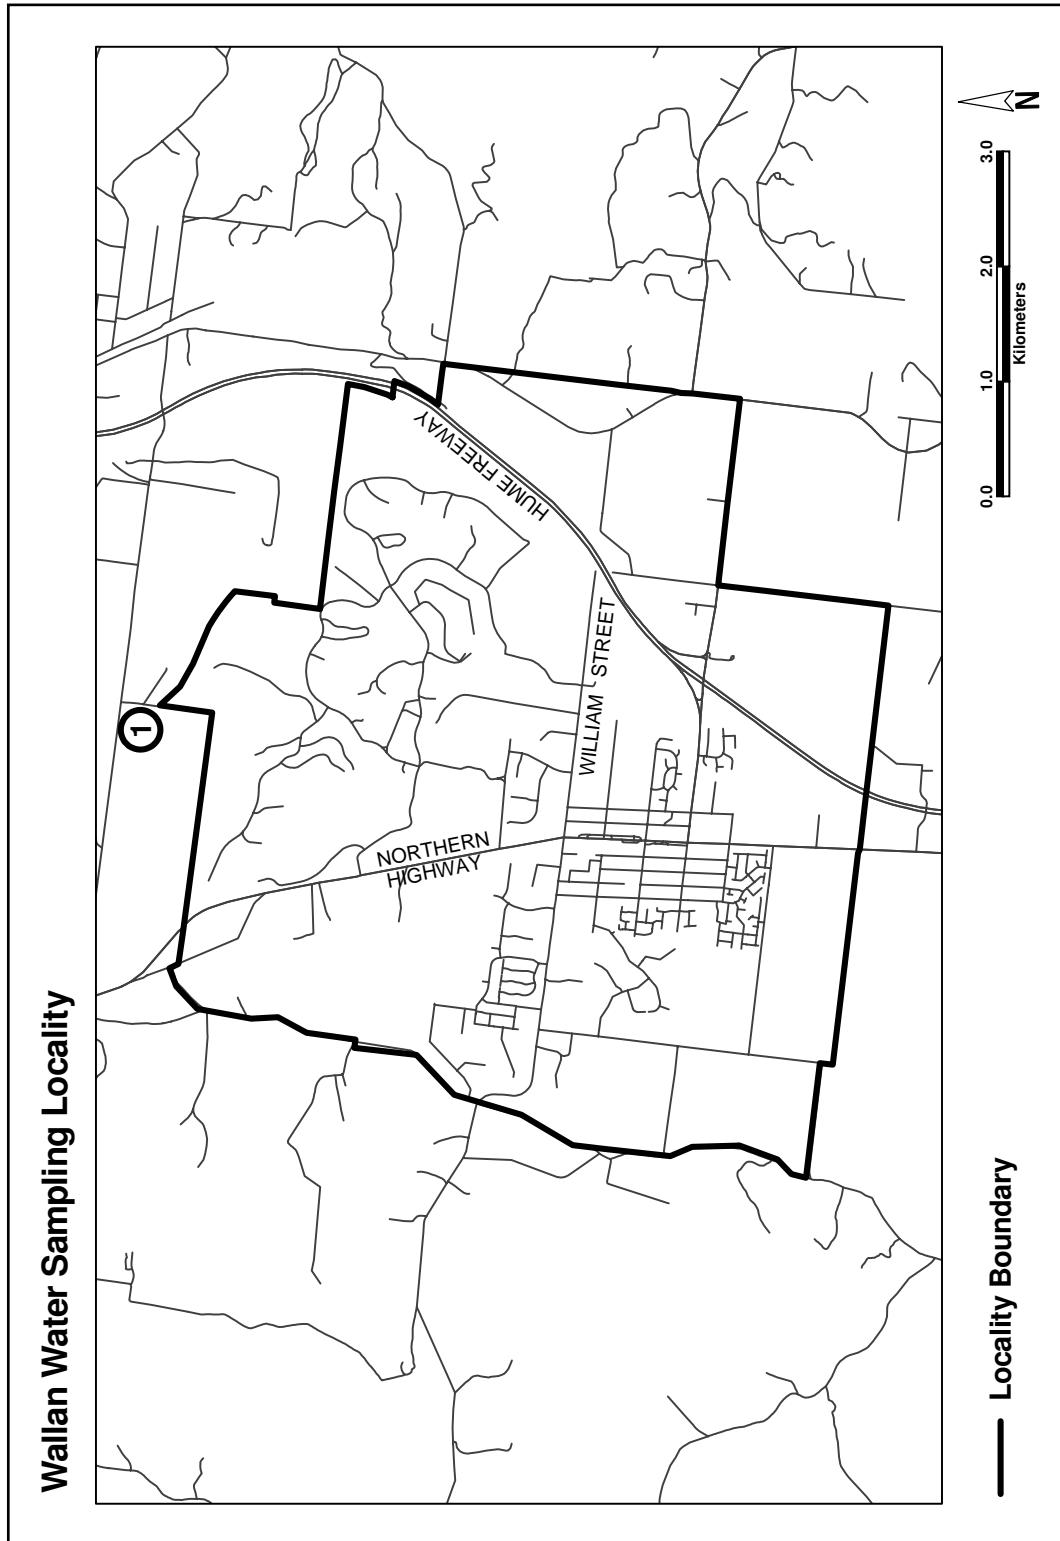 Wallan Water Sampling Locality
1
HUME FREEWAY
WILLIAM STREET
NORTHERN
HIGHWAY
N
0.0 1.0 2.0 3.0
Kilometers
Locality Boundary